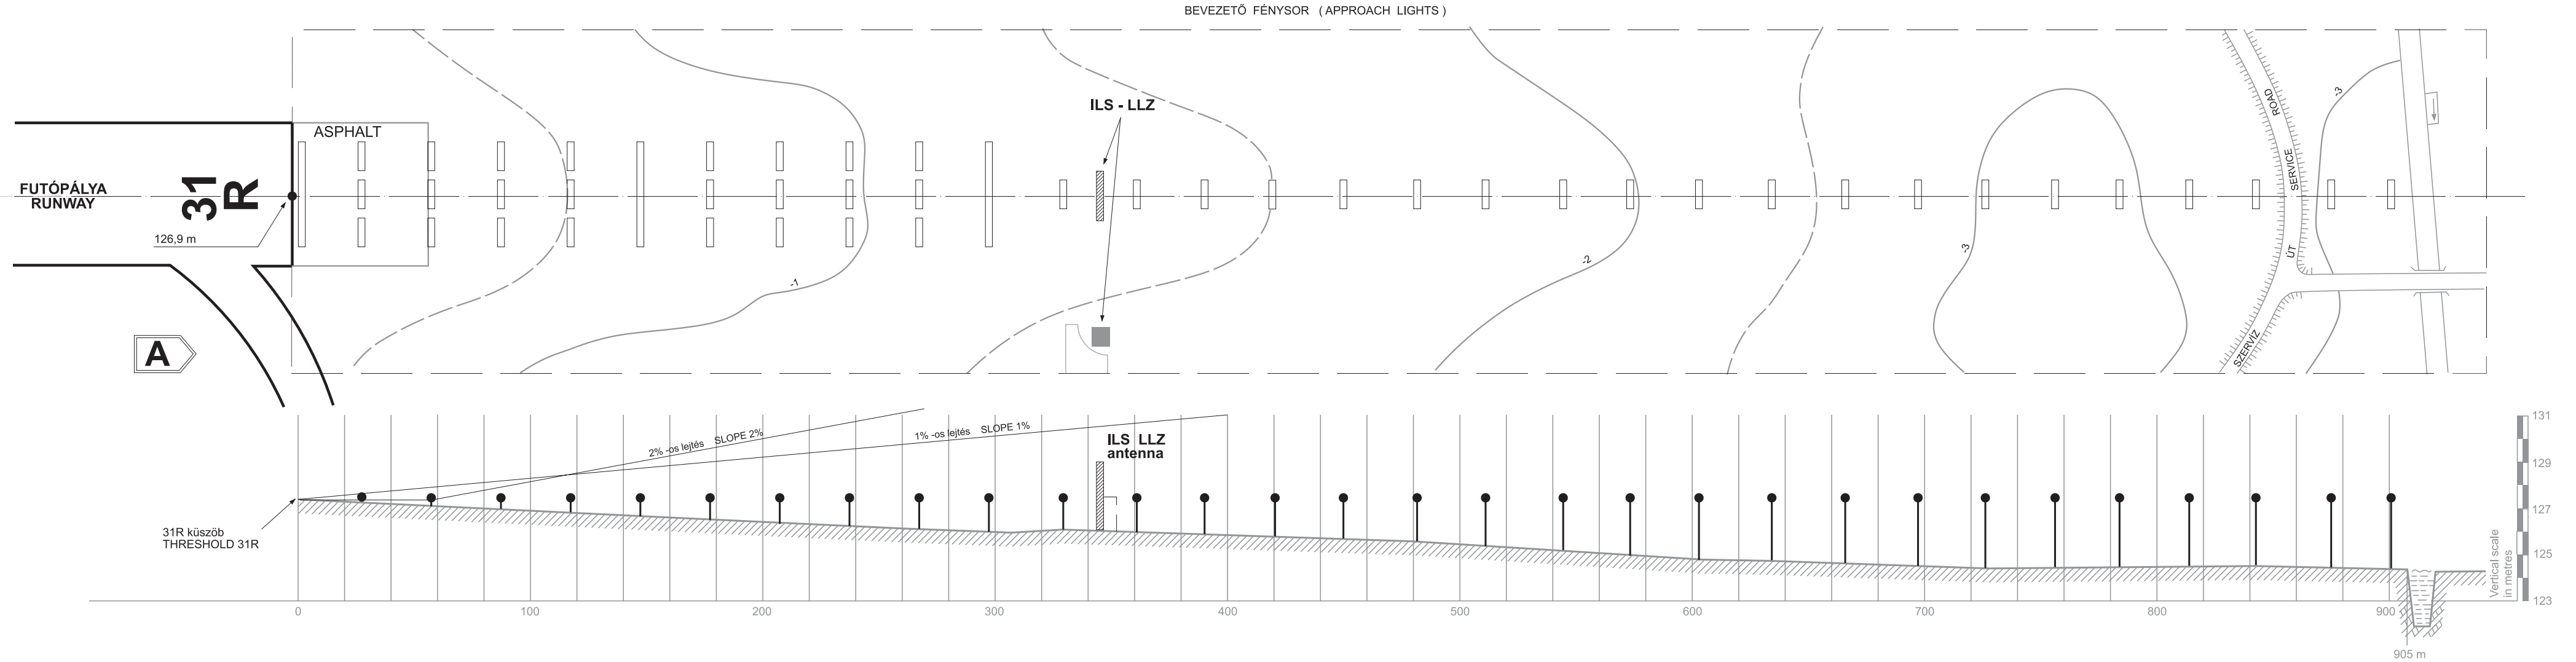 BEVEZETŐ FÉNYSOR ( APPROACH LIGHTS )
ASPHALT
ILS - LLZ
FUTÓPÁLYA
RUNWAY
31
R
126,9 m
A
-1
-2
-3
-3
SERVICE ROAD
SZERVÍZ ÚT
2% -os lejtés SLOPE 2%
1% -os lejtés SLOPE 1%
ILS LLZ
antenna
31R küszöb
THRESHOLD 31R
131
129
127
125
123
Vertical scale
in metres
0 100 200 300 400 500 600 700 800 900
905 m